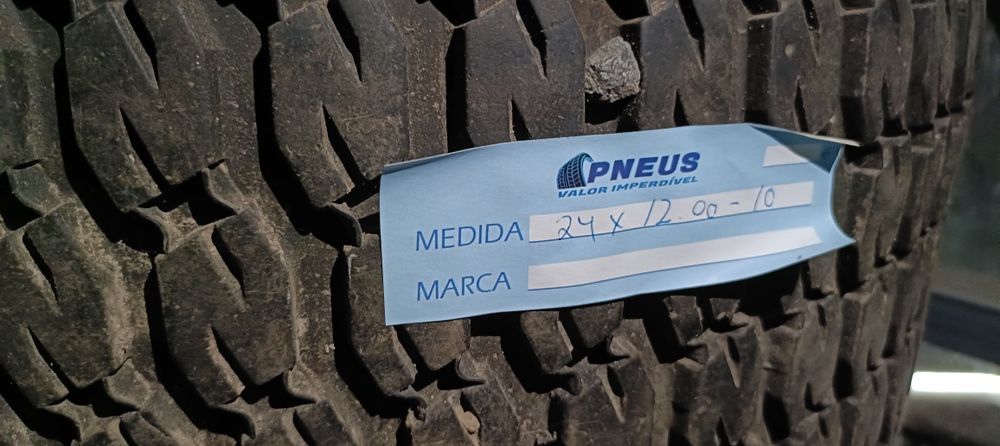 PNEUS
VALOR IMPERDÍVEL
MEDIDA 24 x 12.00-10
MARCA